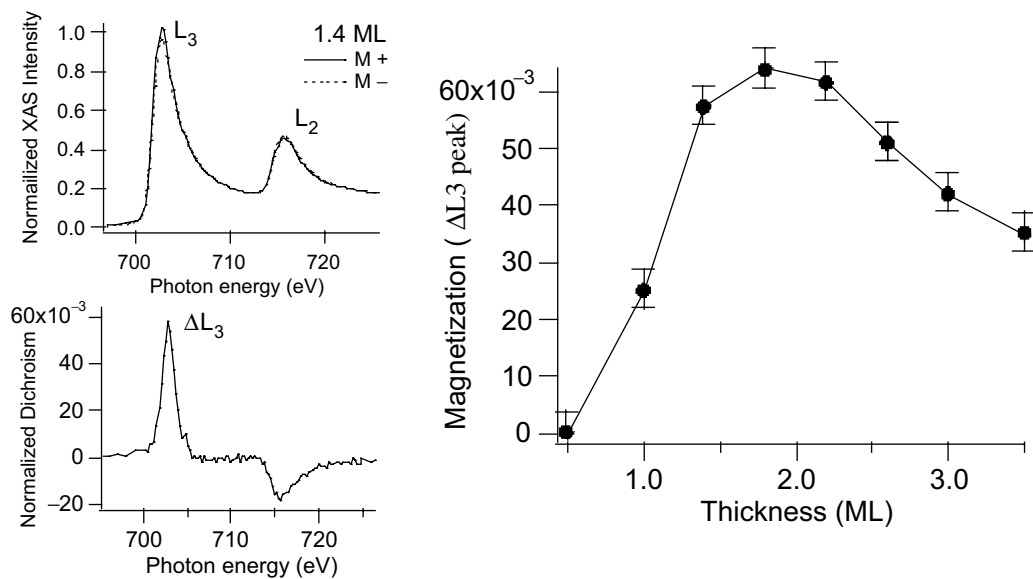 Normailized XAS Intensity
1.0
0.8
0.6
0.4
0.2
0.0
L3
L2
1.4 ML
M +
M −
700
710
720
Photon energy (eV)
Normalized Dichroism
60x10⁻³
40
20
0
−20
ΔL3
700
710
720
Photon energy (eV)
Magnetization ( ΔL3 peak)
60x10⁻³
50
40
30
20
10
0
1.0
2.0
3.0
Thickness (ML)